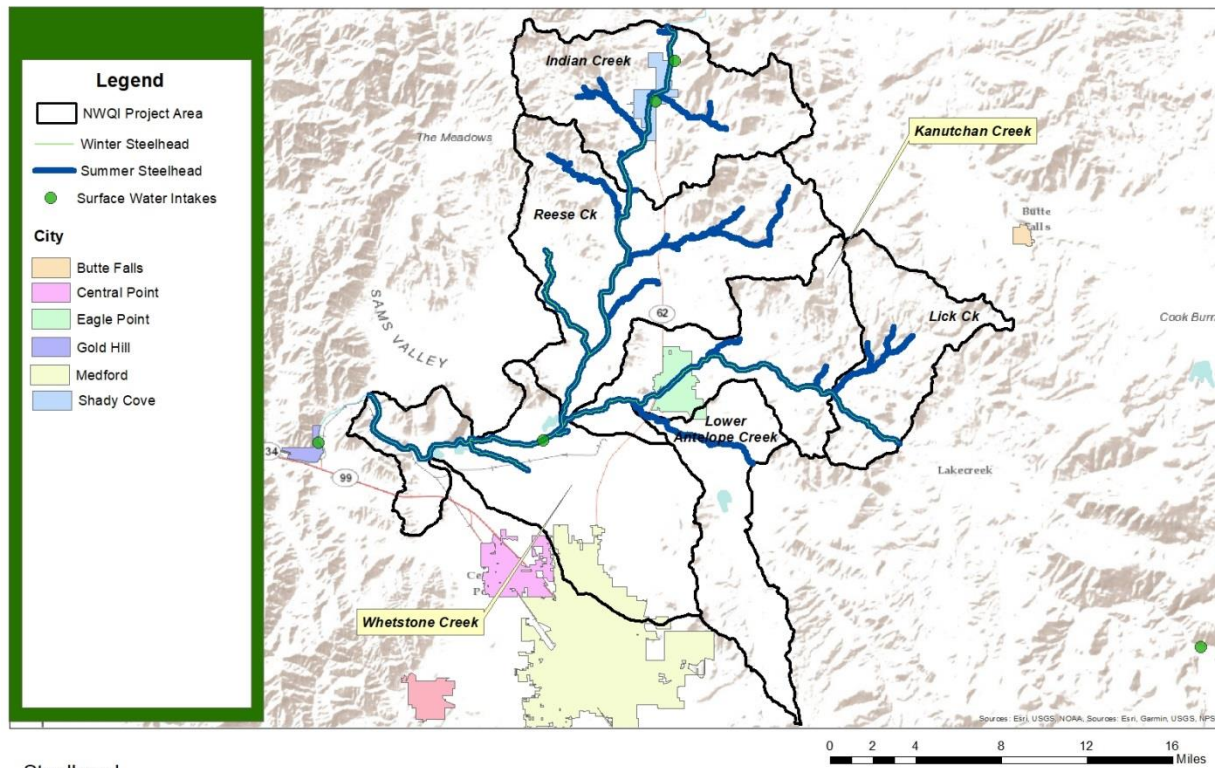 Legend
NWQI Project Area
Winter Steelhead
Summer Steelhead
Surface Water Intakes
City
Butte Falls
Central Point
Eagle Point
Gold Hill
Medford
Shady Cove
Indian Creek
The Meadows
Kanutchan Creek
Reese Ck
Butte
Falls
SAMS VALLEY
62
Lick Ck
Cook Burn
Lower
Antelope Creek
34
99
Lakecreek
Whetstone Creek
Sources: Esri, USGS, NOAA, Sources: Esri, Garmin, USGS, NPS
0 2 4 8 12 16
Miles